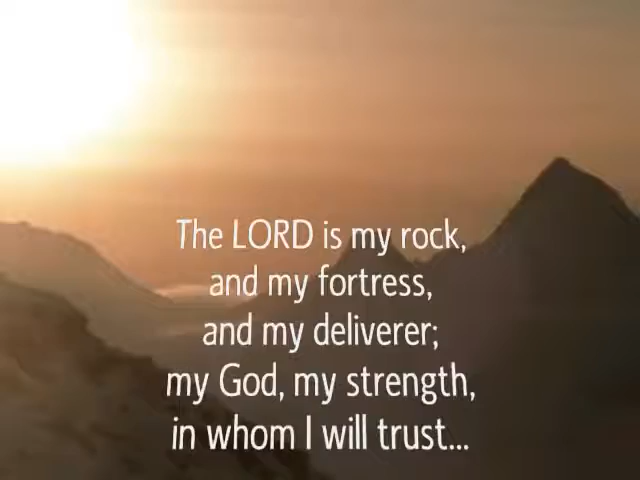 The LORD is my rock,
and my fortress,
and my deliverer;
my God, my strength,
in whom I will trust...